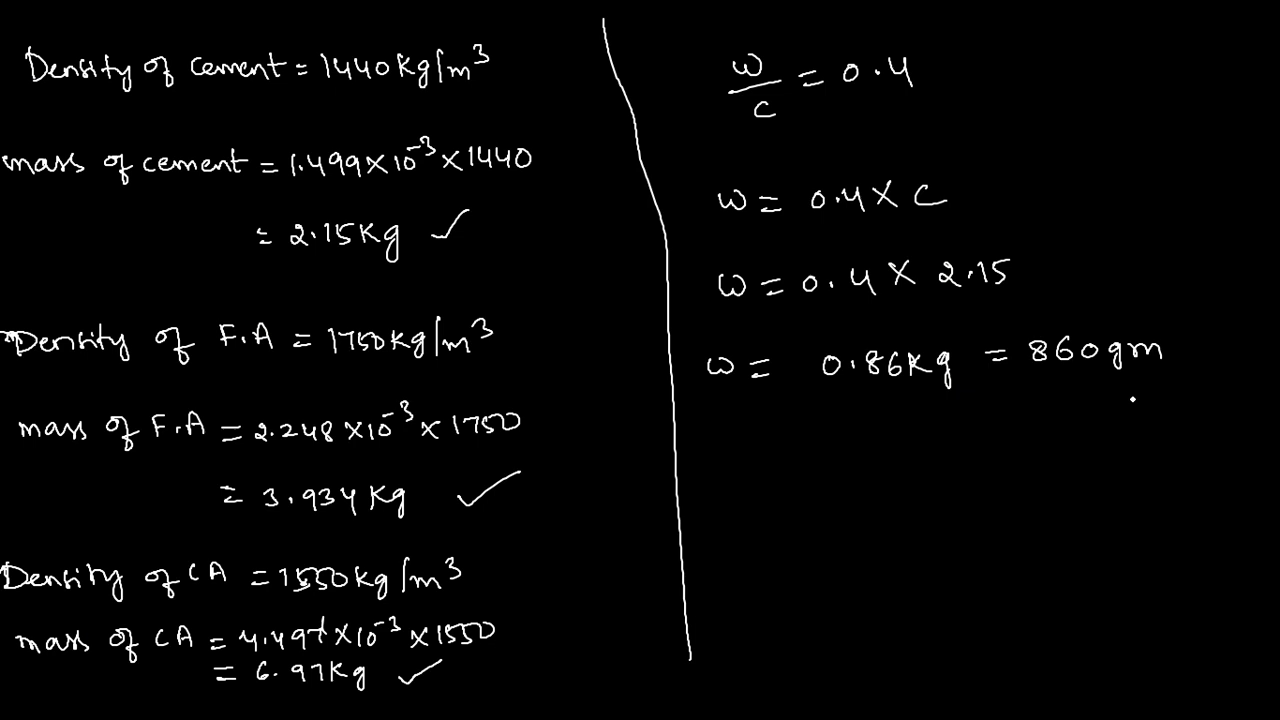 Density of cement = 1440 kg/m³
mass of cement = 1.499 × 10⁻³ × 1440
= 2.15 kg ✓
Density of F.A = 1750 kg/m³
mass of F.A = 2.248 × 10⁻³ × 1750
= 3.934 kg ✓
Density of CA = 1550 kg/m³
mass of CA = 4.497 × 10⁻³ × 1550
= 6.97 kg ✓
w/c = 0.4
w = 0.4 × c
w = 0.4 × 2.15
w = 0.86 kg = 860 gm